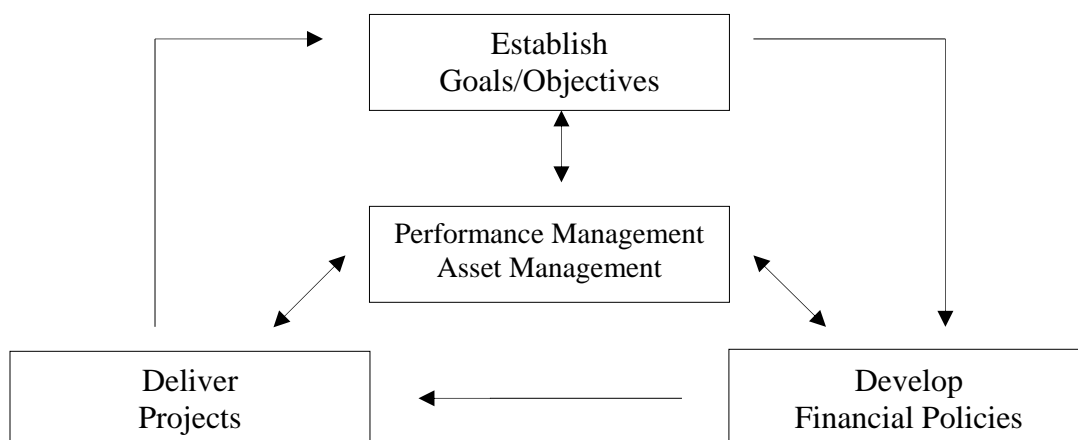 Establish
Goals/Objectives
Performance Management
Asset Management
Deliver
Projects
Develop
Financial Policies